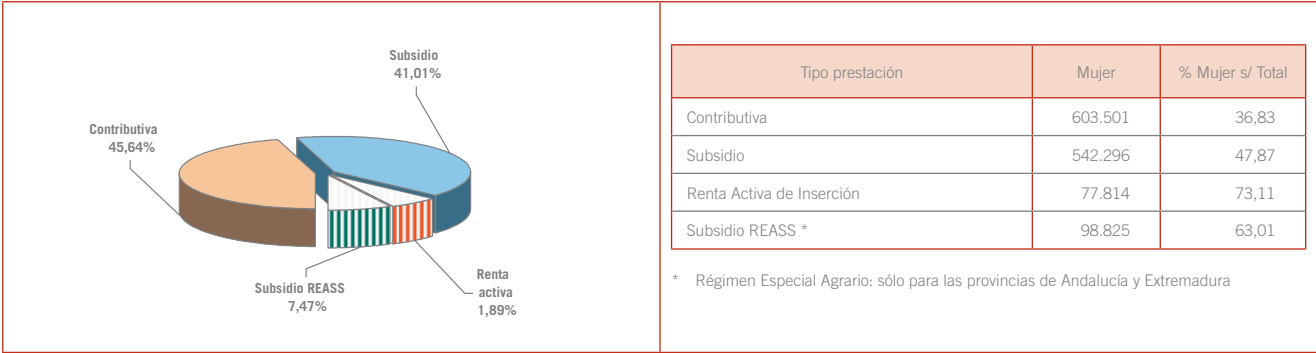 Subsidio
41,01%
Contributiva
45,64%
Subsidio REASS
7,47%
Renta
activa
1,89%
Tipo prestación Mujer % Mujer s/ Total
Contributiva 603.501 36,83
Subsidio 542.296 47,87
Renta Activa de Inserción 77.814 73,11
Subsidio REASS * 98.825 63,01
* Régimen Especial Agrario: sólo para las provincias de Andalucía y Extremadura